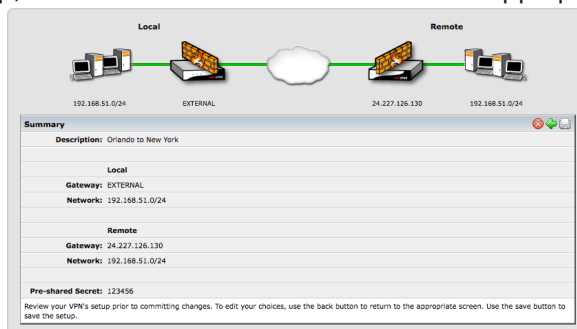 Local
Remote
192.168.51.0/24
EXTERNAL
24.227.126.130
192.168.51.0/24
Summary
Description: Orlando to New York
Local
Gateway: EXTERNAL
Network: 192.168.51.0/24
Remote
Gateway: 24.227.126.130
Network: 192.168.51.0/24
Pre-shared Secret: 123456
Review your VPN's setup prior to committing changes. To edit your choices, use the back button to return to the appropriate screen. Use the save button to
save the setup.